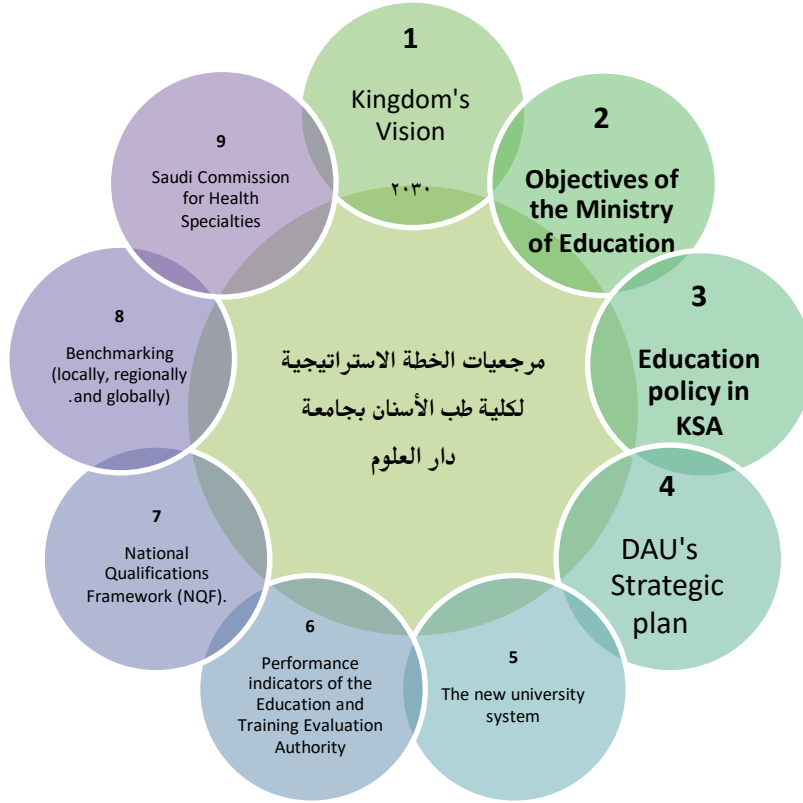 1
Kingdom's
Vision
٢٠٣٠
2
Objectives of
the Ministry
of Education
3
Education
policy in
KSA
4
DAU's
Strategic
plan
5
The new university
system
6
Performance
indicators of the
Education and
Training Evaluation
Authority
7
National
Qualifications
Framework (NQF).
8
Benchmarking
(locally, regionally
.and globally)
9
Saudi Commission
for Health
Specialties
مرجعيات الخطة الاستراتيجية
لكلية طب الأسنان بجامعة
دار العلوم